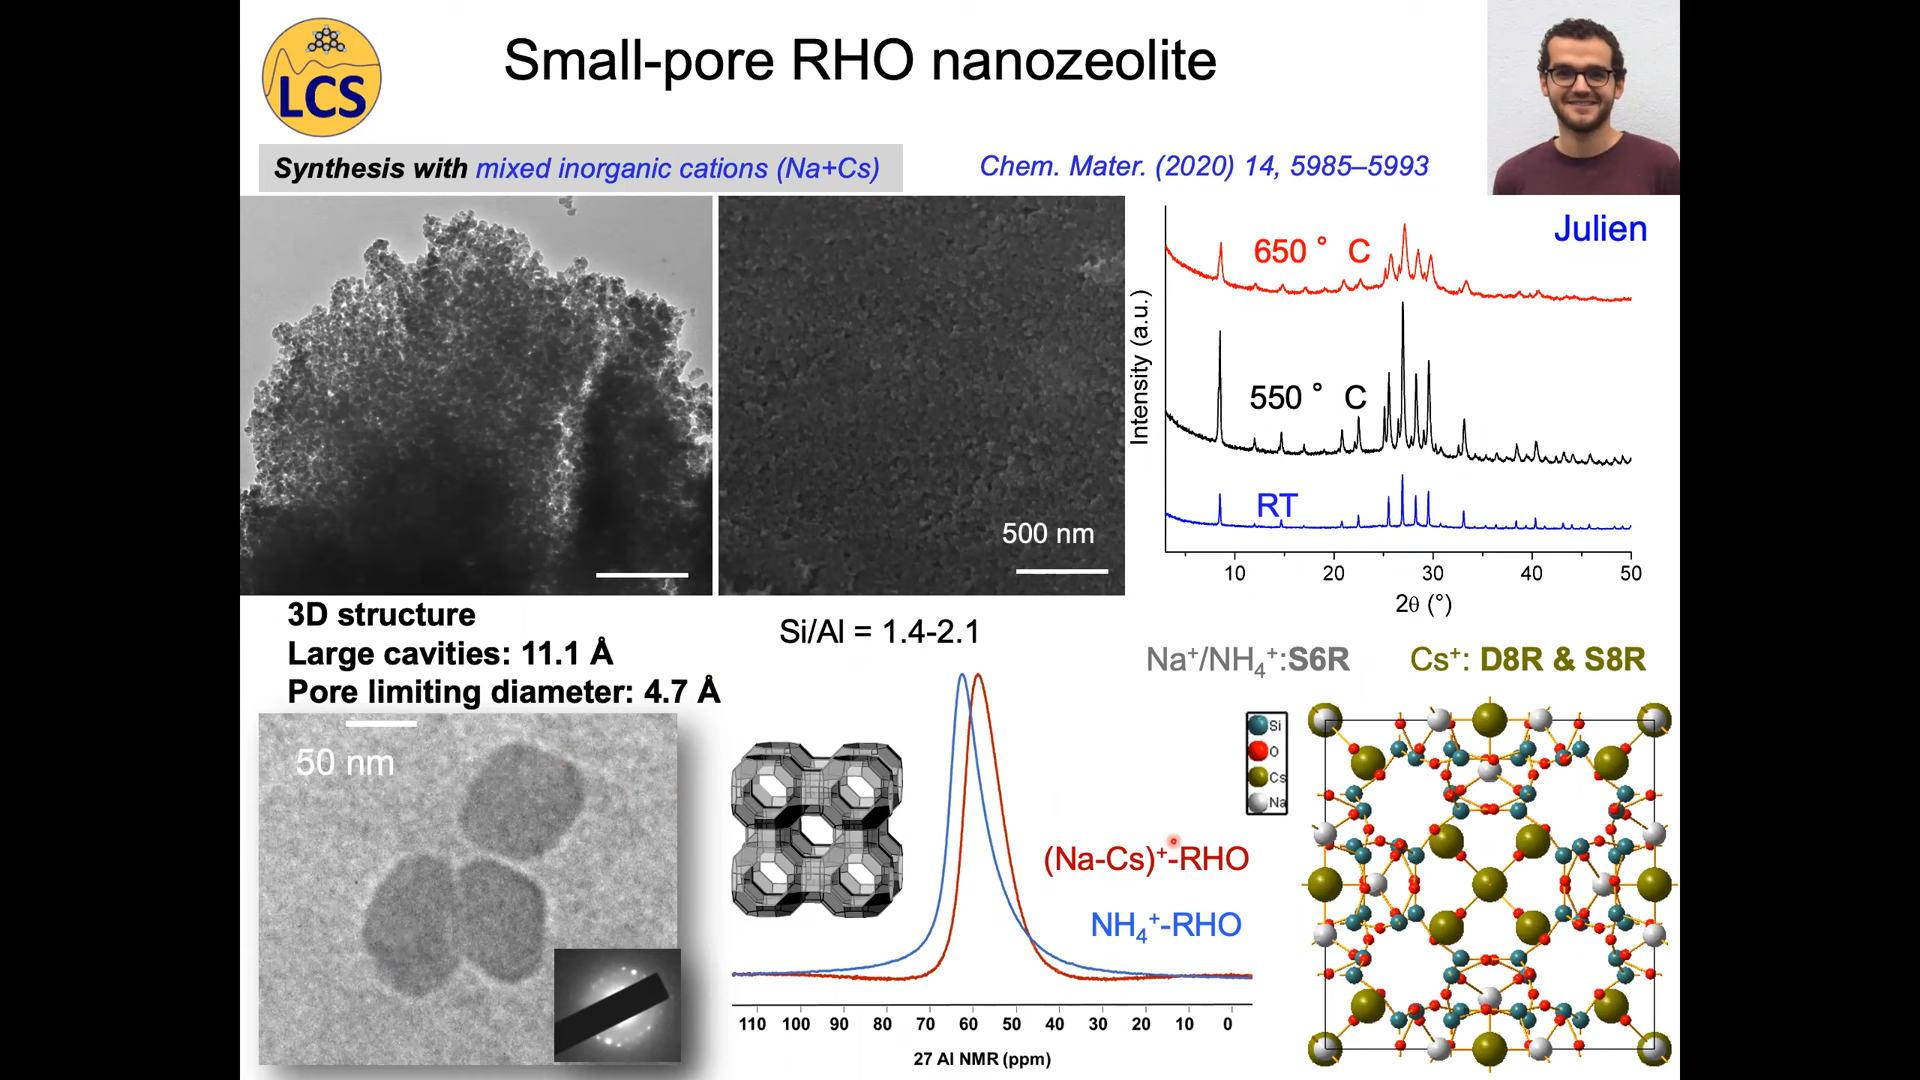 LCS
Small-pore RHO nanozeolite
Synthesis with mixed inorganic cations (Na+Cs)
Chem. Mater. (2020) 14, 5985–5993
Julien
500 nm
650 ° C
550 ° C
RT
Intensity (a.u.)
10 20 30 40 50
2θ (°)
3D structure
Large cavities: 11.1 Å
Pore limiting diameter: 4.7 Å
50 nm
Si/Al = 1.4-2.1
(Na-Cs)⁺-RHO
NH₄⁺-RHO
110 100 90 80 70 60 50 40 30 20 10 0
27 Al NMR (ppm)
Na⁺/NH₄⁺:S6R
Cs⁺: D8R & S8R
Si
O
Cs
Na